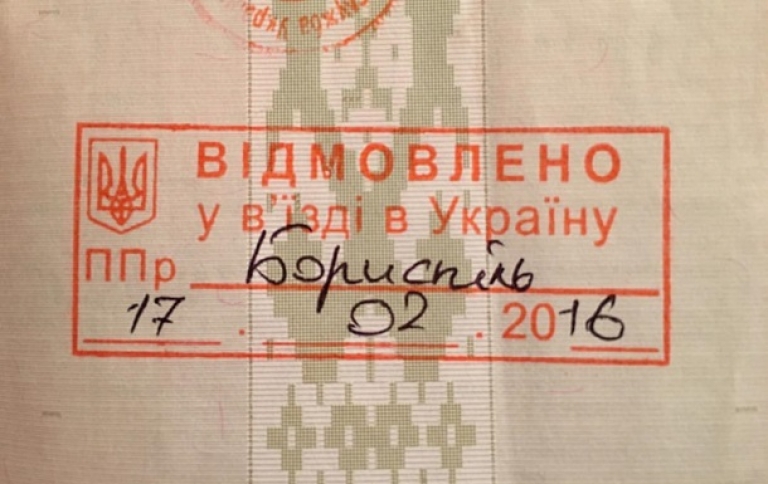 ВІДМОВЛЕНО
у в'їзді в Україну
ППр Бориспіль
17 . 02 . 2016